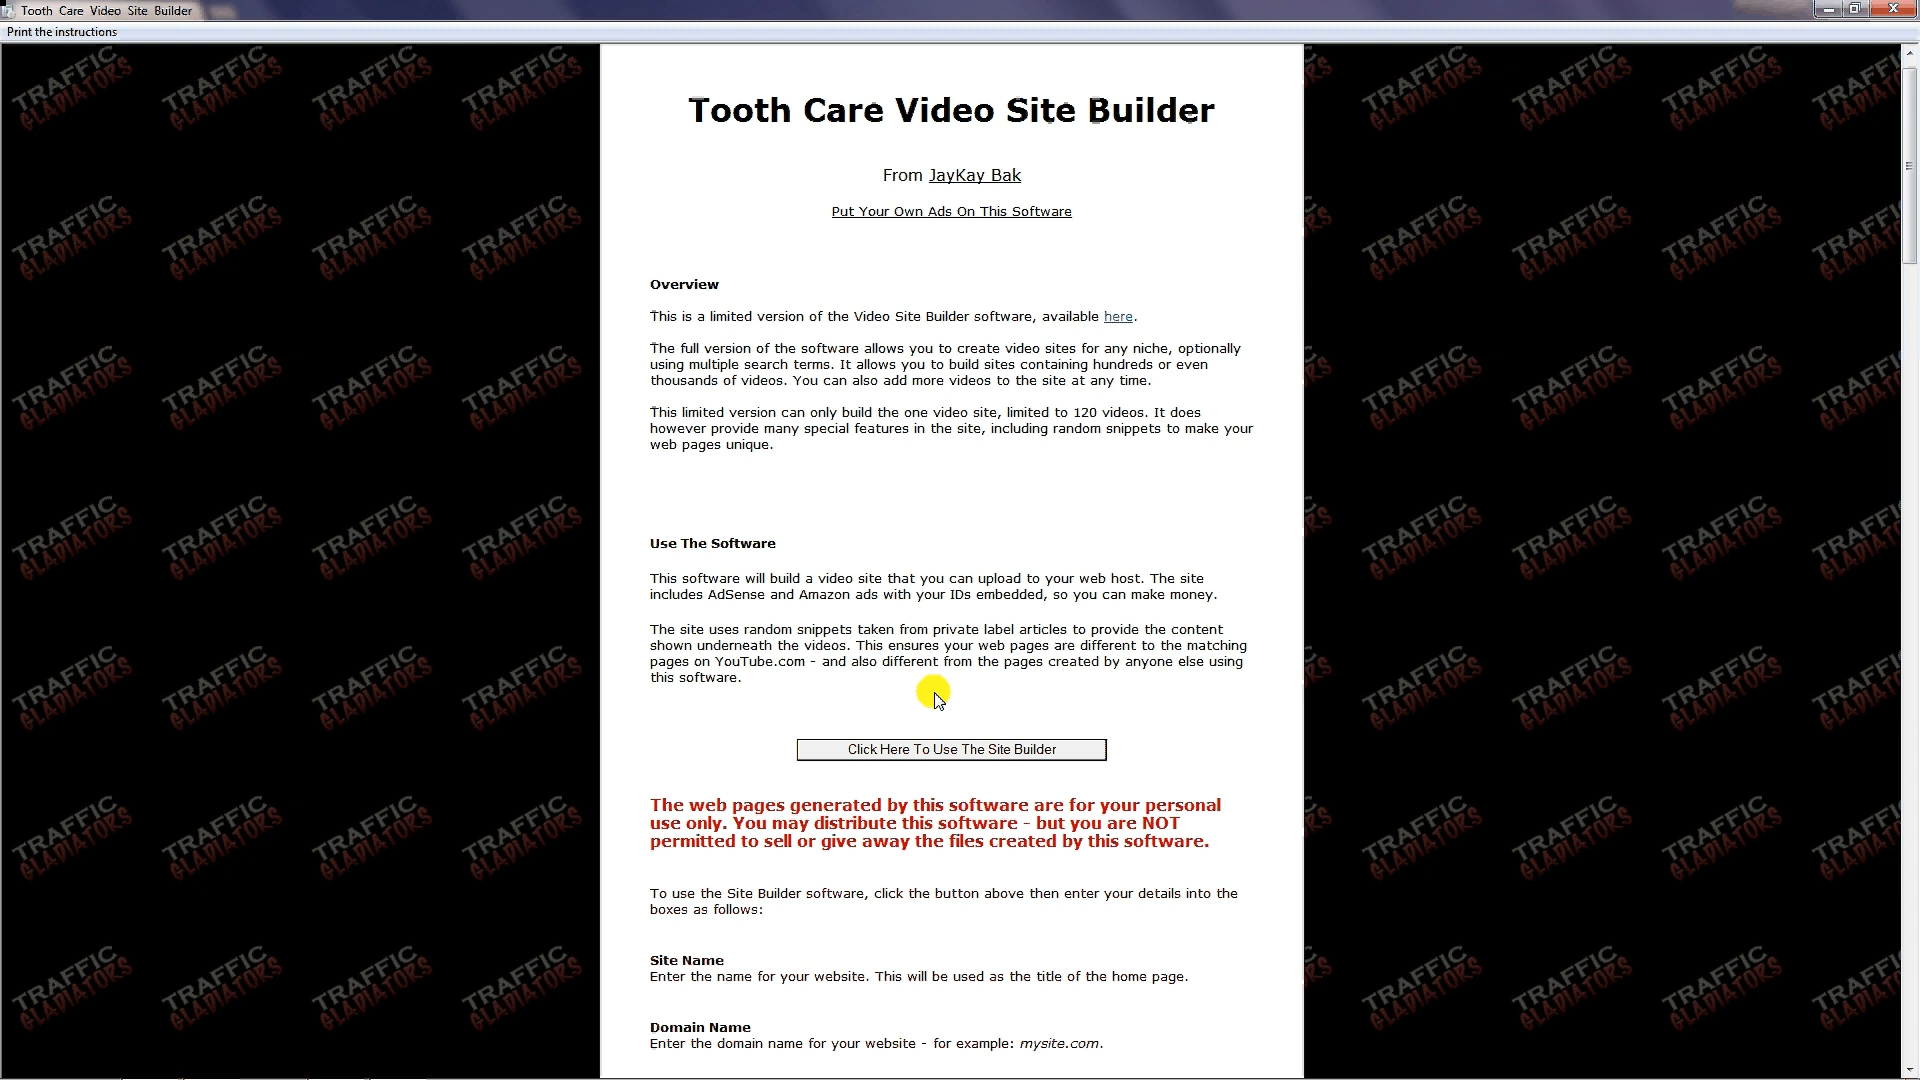 Tooth Care Video Site Builder
Print the instructions
TRAFFIC GLADIATORS
Tooth Care Video Site Builder
From JayKay Bak
Put Your Own Ads On This Software
Overview
This is a limited version of the Video Site Builder software, available here.
The full version of the software allows you to create video sites for any niche, optionally
using multiple search terms. It allows you to build sites containing hundreds or even
thousands of videos. You can also add more videos to the site at any time.
This limited version can only build the one video site, limited to 120 videos. It does
however provide many special features in the site, including random snippets to make your
web pages unique.
Use The Software
This software will build a video site that you can upload to your web host. The site
includes AdSense and Amazon ads with your IDs embedded, so you can make money.
The site uses random snippets taken from private label articles to provide the content
shown underneath the videos. This ensures your web pages are different to the matching
pages on YouTube.com - and also different from the pages created by anyone else using
this software.
Click Here To Use The Site Builder
The web pages generated by this software are for your personal
use only. You may distribute this software - but you are NOT
permitted to sell or give away the files created by this software.
To use the Site Builder software, click the button above then enter your details into the
boxes as follows:
Site Name
Enter the name for your website. This will be used as the title of the home page.
Domain Name
Enter the domain name for your website - for example: mysite.com.